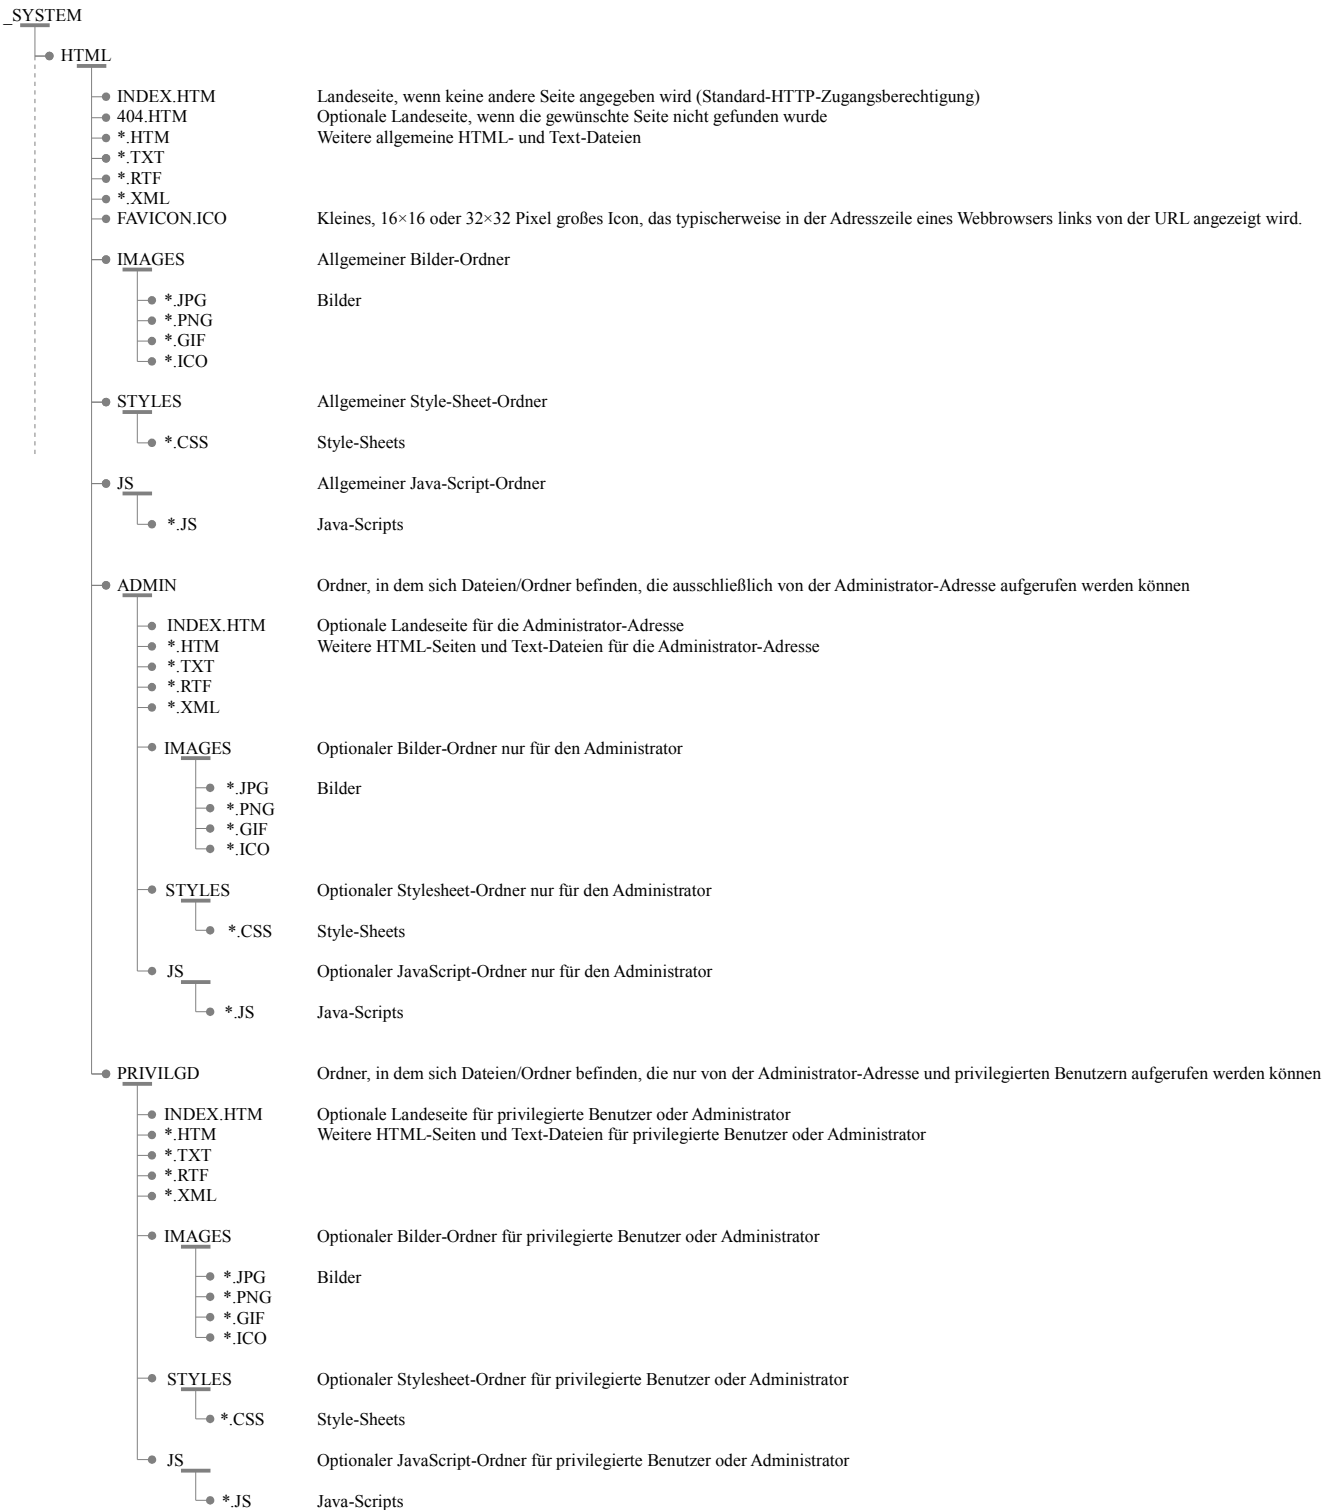 _SYSTEM
HTML
INDEX.HTM Landeseite, wenn keine andere Seite angegeben wird (Standard-HTTP-Zugangsberechtigung)
404.HTM Optionale Landeseite, wenn die gewünschte Seite nicht gefunden wurde
*.HTM Weitere allgemeine HTML- und Text-Dateien
*.TXT
*.RTF
*.XML
FAVICON.ICO Kleines, 16×16 oder 32×32 Pixel großes Icon, das typischerweise in der Adresszeile eines Webbrowsers links von der URL angezeigt wird.
IMAGES Allgemeiner Bilder-Ordner
*.JPG Bilder
*.PNG
*.GIF
*.ICO
STYLES Allgemeiner Style-Sheet-Ordner
*.CSS Style-Sheets
JS Allgemeiner Java-Script-Ordner
*.JS Java-Scripts
ADMIN Ordner, in dem sich Dateien/Ordner befinden, die ausschließlich von der Administrator-Adresse aufgerufen werden können
INDEX.HTM Optionale Landeseite für die Administrator-Adresse
*.HTM Weitere HTML-Seiten und Text-Dateien für die Administrator-Adresse
*.TXT
*.RTF
*.XML
IMAGES Optionaler Bilder-Ordner nur für den Administrator
*.JPG Bilder
*.PNG
*.GIF
*.ICO
STYLES Optionaler Stylesheet-Ordner nur für den Administrator
*.CSS Style-Sheets
JS Optionaler JavaScript-Ordner nur für den Administrator
*.JS Java-Scripts
PRIVILGD Ordner, in dem sich Dateien/Ordner befinden, die nur von der Administrator-Adresse und privilegierten Benutzern aufgerufen werden können
INDEX.HTM Optionale Landeseite für privilegierte Benutzer oder Administrator
*.HTM Weitere HTML-Seiten und Text-Dateien für privilegierte Benutzer oder Administrator
*.TXT
*.RTF
*.XML
IMAGES Optionaler Bilder-Ordner für privilegierte Benutzer oder Administrator
*.JPG Bilder
*.PNG
*.GIF
*.ICO
STYLES Optionaler Stylesheet-Ordner für privilegierte Benutzer oder Administrator
*.CSS Style-Sheets
JS Optionaler JavaScript-Ordner für privilegierte Benutzer oder Administrator
*.JS Java-Scripts